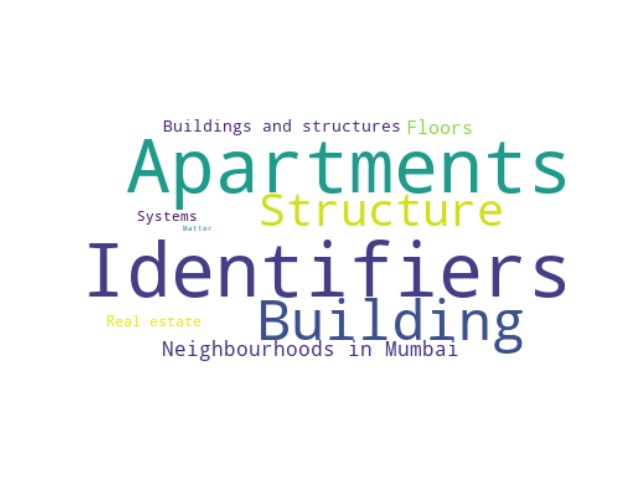 Buildings and structures Floors
Apartments
Structure
Systems
Matter
Identifiers
Building
Real estate
Neighbourhoods in Mumbai